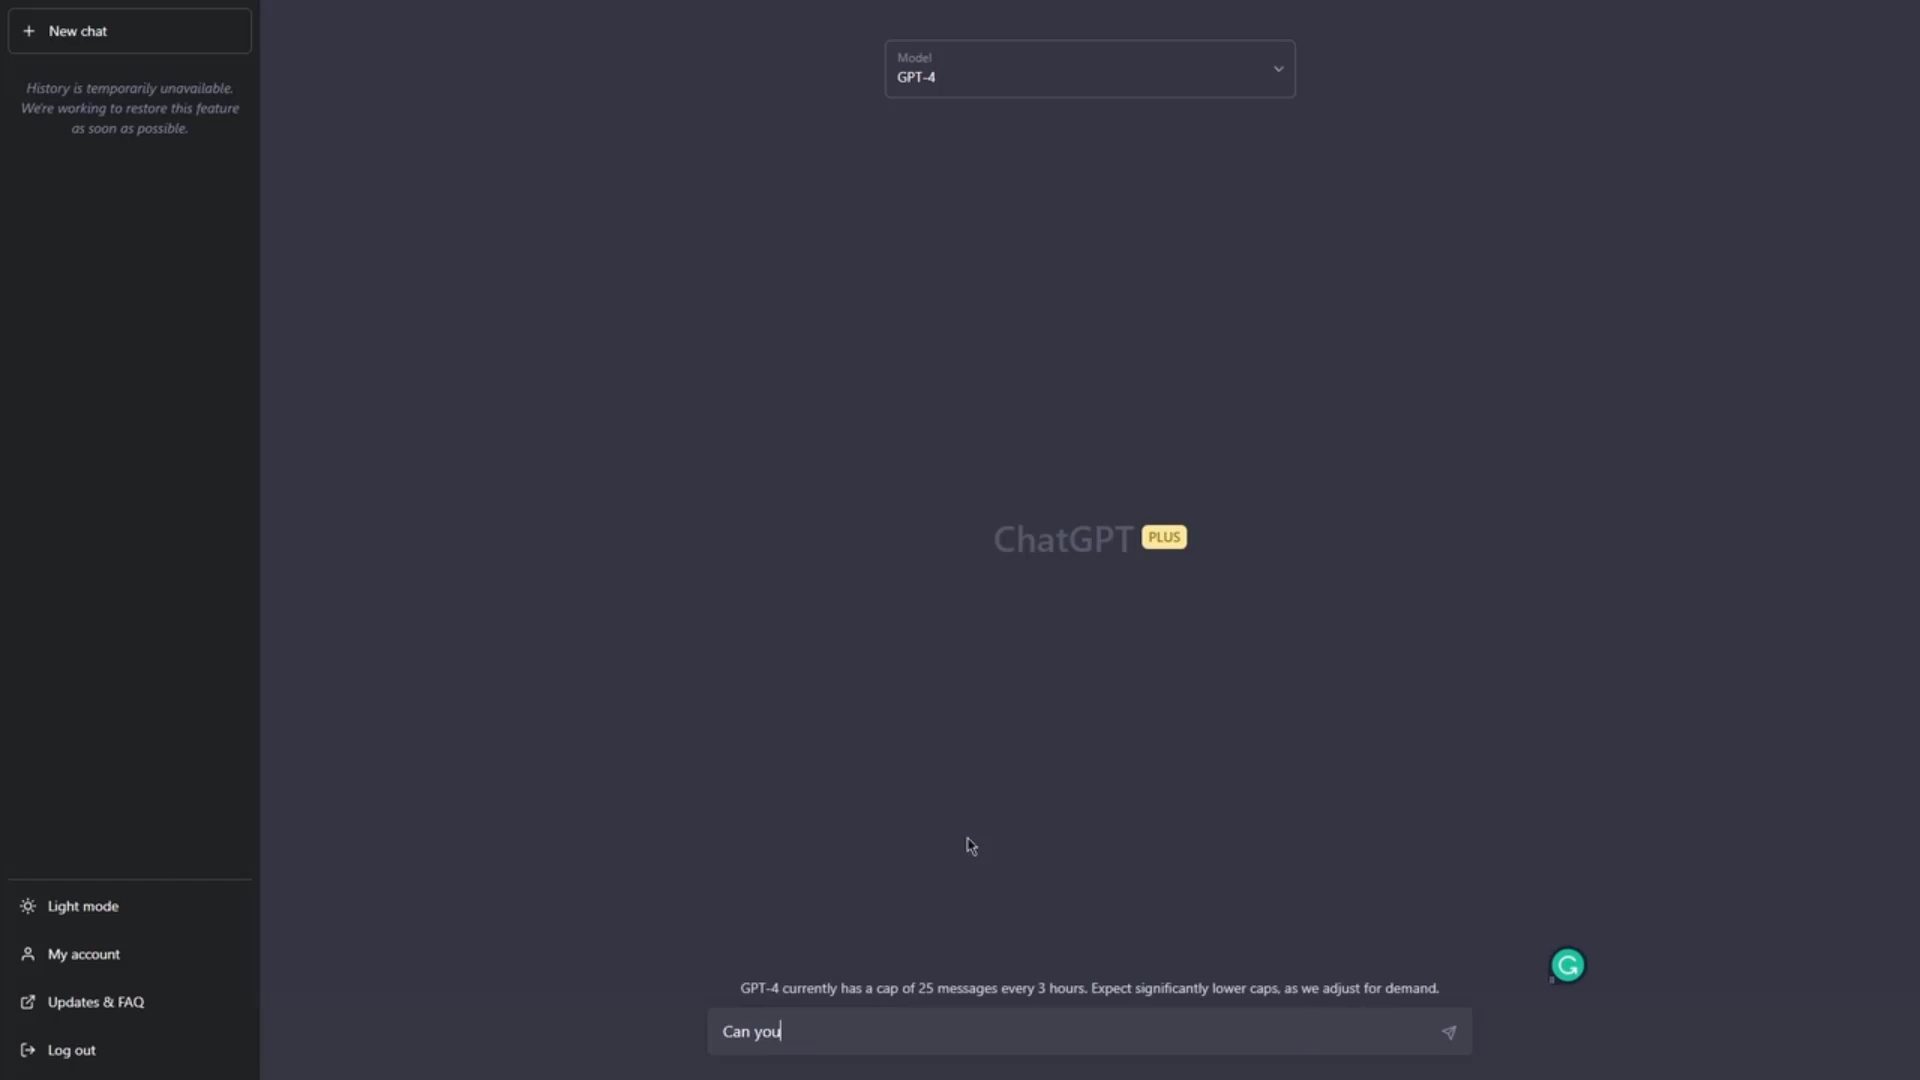 New chat
History is temporarily unavailable.
We're working to restore this feature
as soon as possible.
Model
GPT-4
ChatGPT PLUS
GPT-4 currently has a cap of 25 messages every 3 hours. Expect significantly lower caps, as we adjust for demand.
Can you
Light mode
My account
Updates & FAQ
Log out